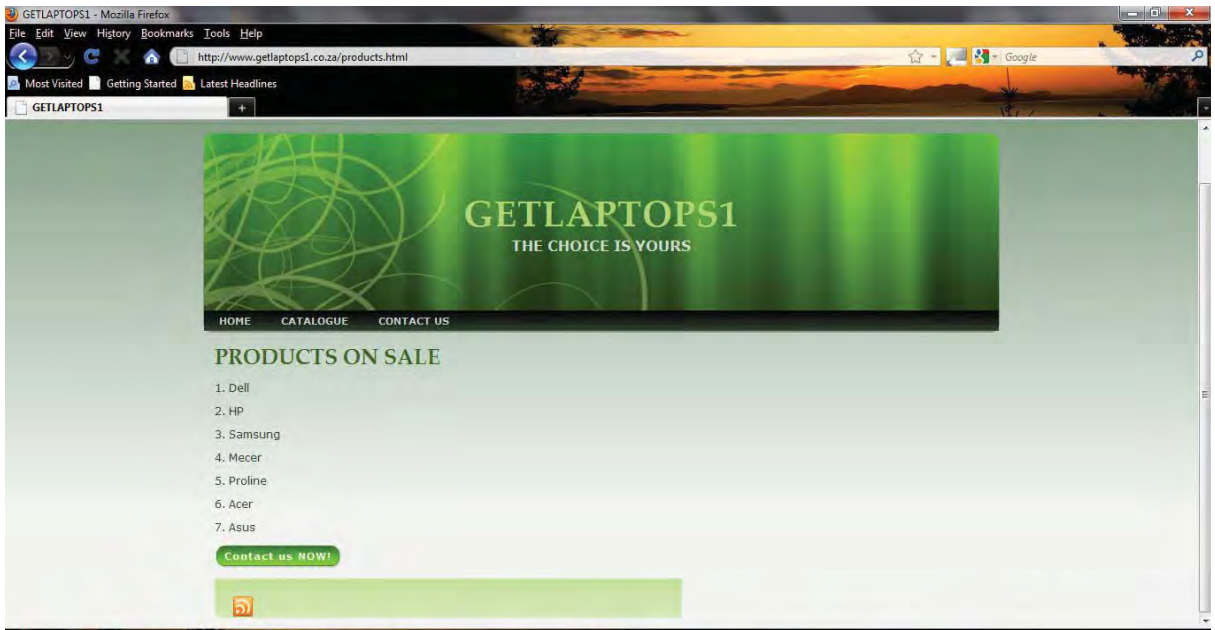 GETLAPTOPS1 - Mozilla Firefox
File Edit View History Bookmarks Tools Help
http://www.getlaptops1.co.za/products.html
Google
Most Visited Getting Started Latest Headlines
GETLAPTOPS1
GETLAPTOPS1
THE CHOICE IS YOURS
HOME CATALOGUE CONTACT US
PRODUCTS ON SALE
1. Dell
2. HP
3. Samsung
4. Mecer
5. Proline
6. Acer
7. Asus
Contact us NOW!